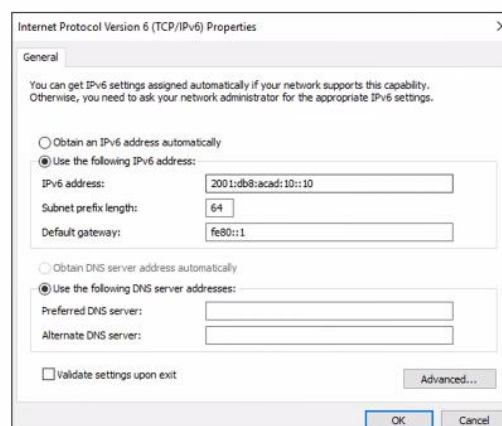 Internet Protocol Version 6 (TCP/IPv6) Properties
General
You can get IPv6 settings assigned automatically if your network supports this capability.
Otherwise, you need to ask your network administrator for the appropriate IPv6 settings.
Obtain an IPv6 address automatically
Use the following IPv6 address:
IPv6 address: 2001:db8:acad:10::10
Subnet prefix length: 64
Default gateway: fe80::1
Obtain DNS server address automatically
Use the following DNS server addresses:
Preferred DNS server:
Alternate DNS server:
Validate settings upon exit
Advanced...
OK Cancel